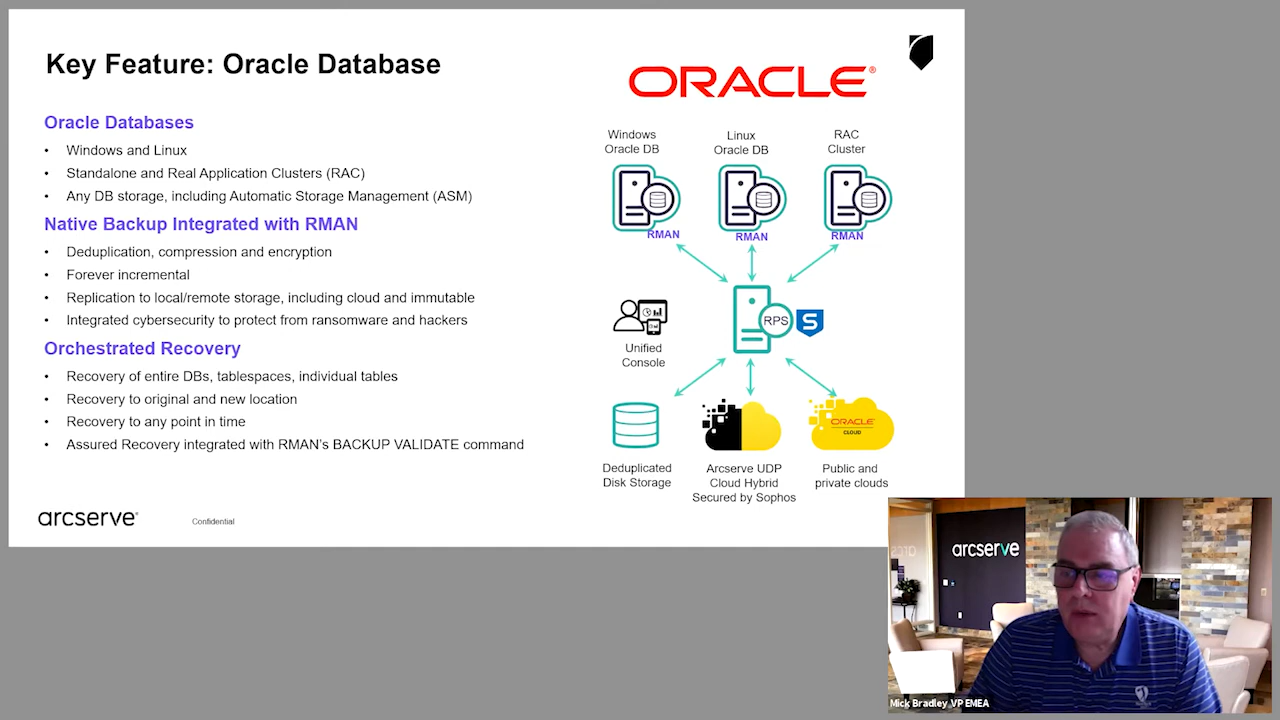 Key Feature: Oracle Database
Oracle Databases
• Windows and Linux
• Standalone and Real Application Clusters (RAC)
• Any DB storage, including Automatic Storage Management (ASM)
Native Backup Integrated with RMAN
• Deduplication, compression and encryption
• Forever incremental
• Replication to local/remote storage, including cloud and immutable
• Integrated cybersecurity to protect from ransomware and hackers
Orchestrated Recovery
• Recovery of entire DBs, tablespaces, individual tables
• Recovery to original and new location
• Recovery to any point in time
• Assured Recovery integrated with RMAN's BACKUP VALIDATE command
arcserve®
Confidential
ORACLE®
Windows
Oracle DB
Linux
Oracle DB
RAC
Cluster
RMAN
RMAN
RMAN
RPS
S
Unified
Console
ORACLE
CLOUD
Deduplicated
Disk Storage
Arcserve UDP
Cloud Hybrid
Secured by Sophos
Public and
private clouds
arcserve
Mick Bradley VP EMEA